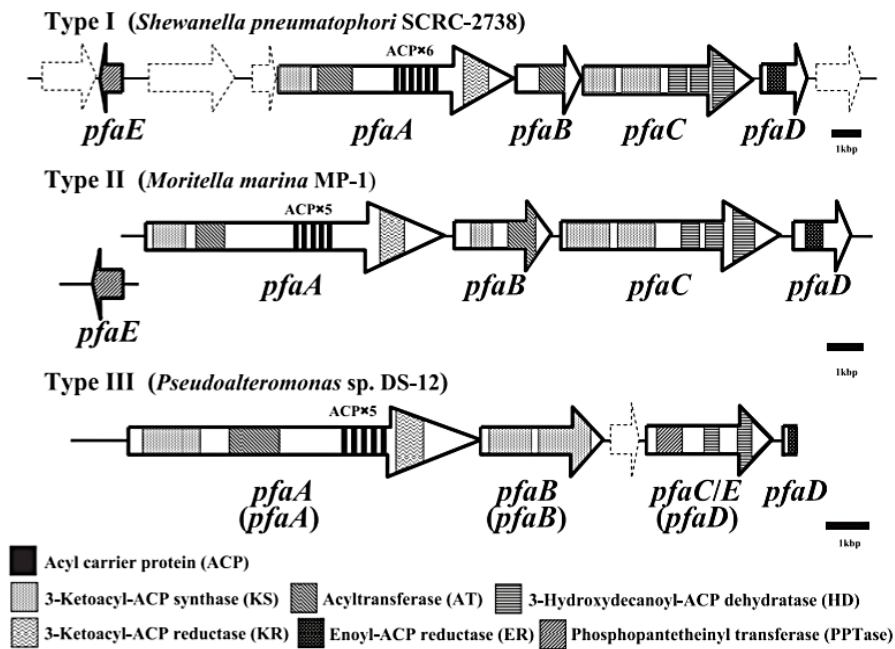 Type I (Shewanella pneumatophori SCRC-2738)
ACP×6
pfaE pfaA pfaB pfaC pfaD
1kbp
Type II (Moritella marina MP-1)
ACP×5
pfaA pfaB pfaC pfaD
pfaE
1kbp
Type III (Pseudoalteromonas sp. DS-12)
ACP×5
pfaA pfaB pfaC/E pfaD
(pfaA) (pfaB) (pfaD)
1kbp
Acyl carrier protein (ACP)
3-Ketoacyl-ACP synthase (KS) Acyltransferase (AT) 3-Hydroxydecanoyl-ACP dehydratase (HD)
3-Ketoacyl-ACP reductase (KR) Enoyl-ACP reductase (ER) Phosphopantetheinyl transferase (PPTase)